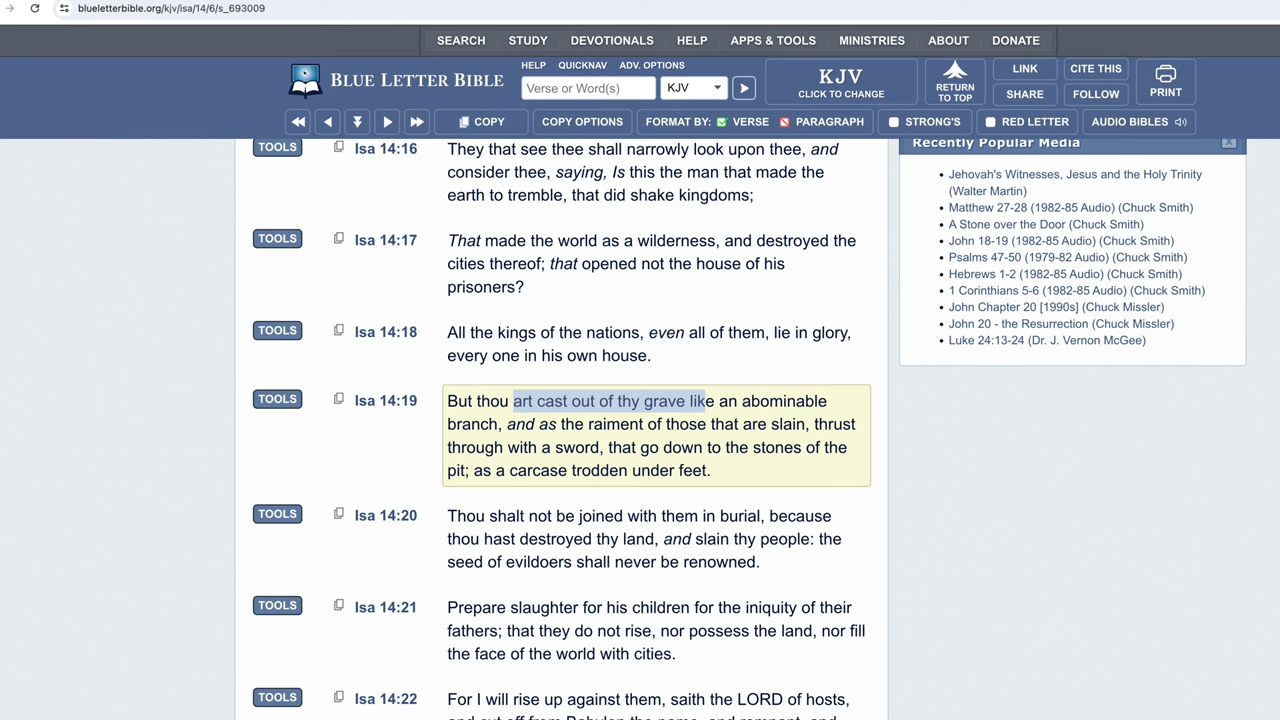 blueletterbible.org/kjv/isa/14/6/s_693009
SEARCH STUDY DEVOTIONALS HELP APPS & TOOLS MINISTRIES ABOUT DONATE
BLUE LETTER BIBLE
HELP QUICKNAV ADV. OPTIONS
Verse or Word(s) KJV
KJV
CLICK TO CHANGE
RETURN
TO TOP
LINK CITE THIS
SHARE FOLLOW
PRINT
COPY COPY OPTIONS FORMAT BY: VERSE PARAGRAPH STRONG'S RED LETTER AUDIO BIBLES
TOOLS Isa 14:16 They that see thee shall narrowly look upon thee, and
consider thee, saying, Is this the man that made the
earth to tremble, that did shake kingdoms;
TOOLS Isa 14:17 That made the world as a wilderness, and destroyed the
cities thereof; that opened not the house of his
prisoners?
TOOLS Isa 14:18 All the kings of the nations, even all of them, lie in glory,
every one in his own house.
TOOLS Isa 14:19 But thou art cast out of thy grave like an abominable
branch, and as the raiment of those that are slain, thrust
through with a sword, that go down to the stones of the
pit; as a carcase trodden under feet.
TOOLS Isa 14:20 Thou shalt not be joined with them in burial, because
thou hast destroyed thy land, and slain thy people: the
seed of evildoers shall never be renowned.
TOOLS Isa 14:21 Prepare slaughter for his children for the iniquity of their
fathers; that they do not rise, nor possess the land, nor fill
the face of the world with cities.
TOOLS Isa 14:22 For I will rise up against them, saith the LORD of hosts,
and cut off from Babylon the name, and remnant, and
Recently Popular Media
Jehovah's Witnesses, Jesus and the Holy Trinity
(Walter Martin)
Matthew 27-28 (1982-85 Audio) (Chuck Smith)
A Stone over the Door (Chuck Smith)
John 18-19 (1982-85 Audio) (Chuck Smith)
Psalms 47-50 (1979-82 Audio) (Chuck Smith)
Hebrews 1-2 (1982-85 Audio) (Chuck Smith)
1 Corinthians 5-6 (1982-85 Audio) (Chuck Smith)
John Chapter 20 [1990s] (Chuck Missler)
John 20 - the Resurrection (Chuck Missler)
Luke 24:13-24 (Dr. J. Vernon McGee)